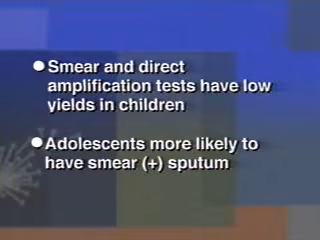 • Smear and direct
amplification tests have low
yields in children
• Adolescents more likely to
have smear (+) sputum